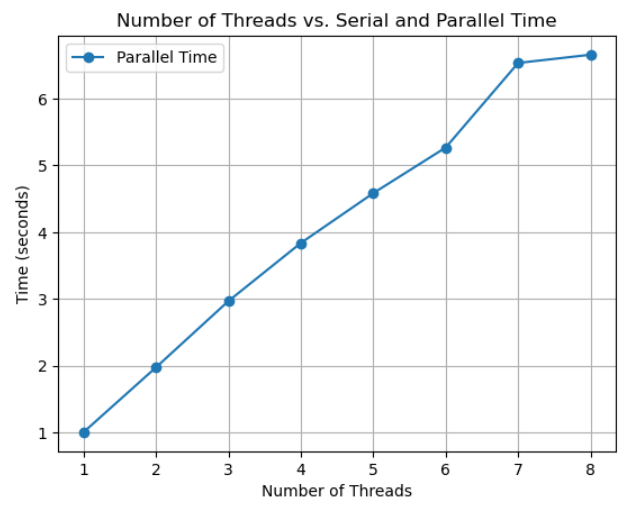 Number of Threads vs. Serial and Parallel Time
Parallel Time
Time (seconds)
6
5
4
3
2
1
1 2 3 4 5 6 7 8
Number of Threads